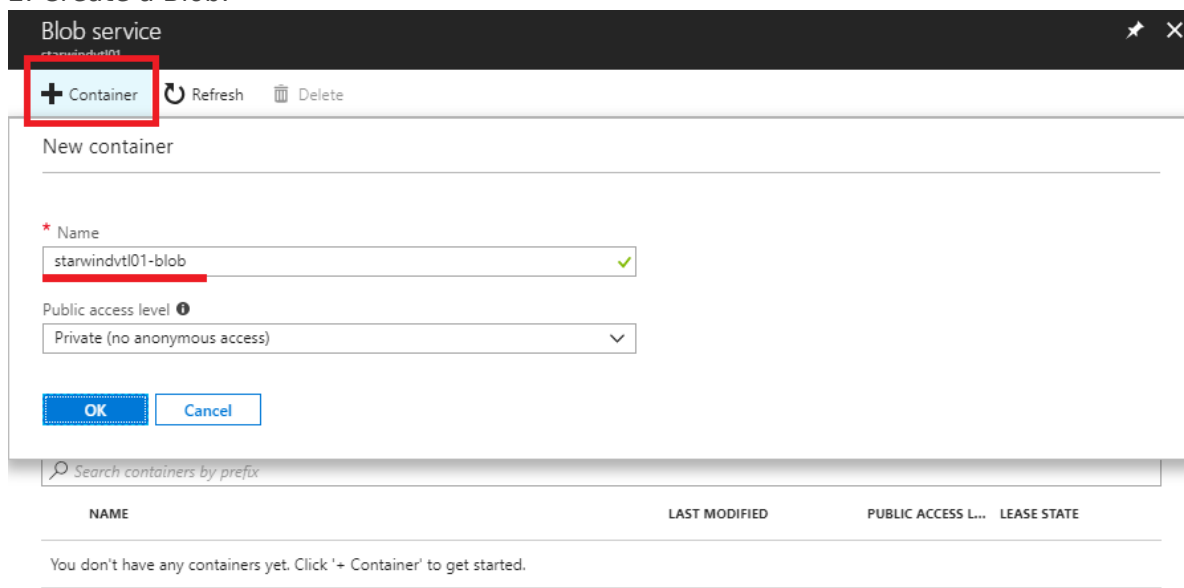 Blob service
+ Container Refresh Delete
New container
* Name
starwindvtl01-blob
Public access level
Private (no anonymous access)
OK Cancel
Search containers by prefix
NAME LAST MODIFIED PUBLIC ACCESS L... LEASE STATE
You don't have any containers yet. Click '+ Container' to get started.